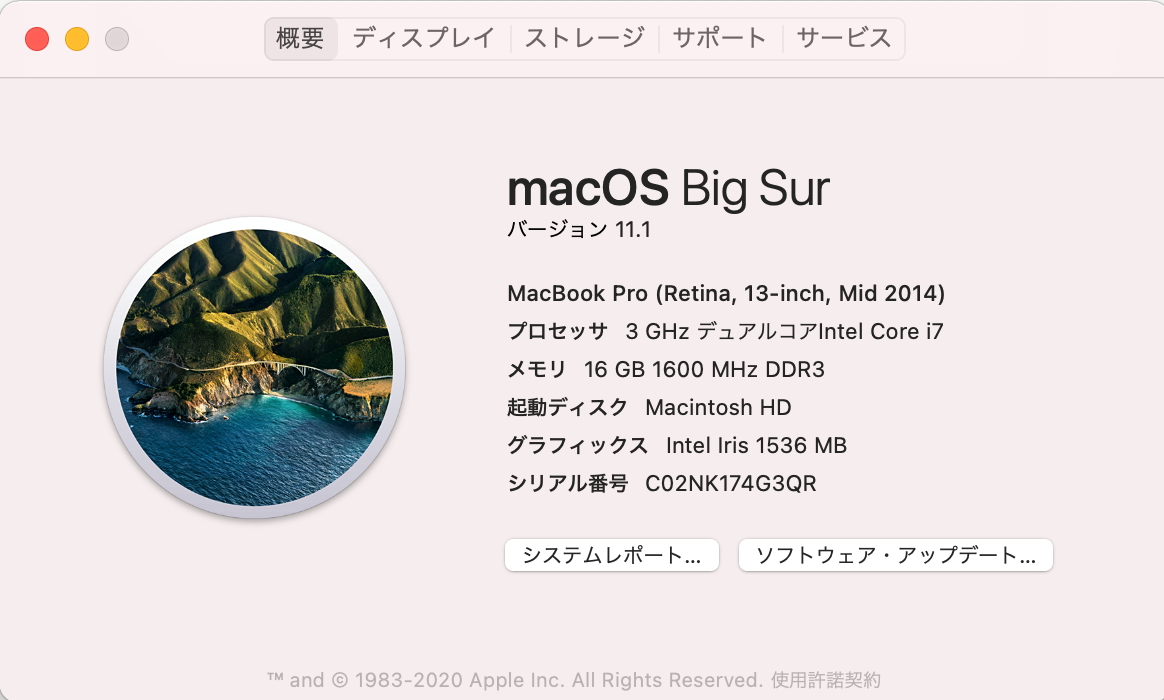 概要 ディスプレイ ストレージ サポート サービス
macOS Big Sur
バージョン 11.1
MacBook Pro (Retina, 13-inch, Mid 2014)
プロセッサ 3 GHz デュアルコアIntel Core i7
メモリ 16 GB 1600 MHz DDR3
起動ディスク Macintosh HD
グラフィックス Intel Iris 1536 MB
シリアル番号 C02NK174G3QR
システムレポート... ソフトウェア・アップデート...
™ and © 1983-2020 Apple Inc. All Rights Reserved. 使用許諾契約